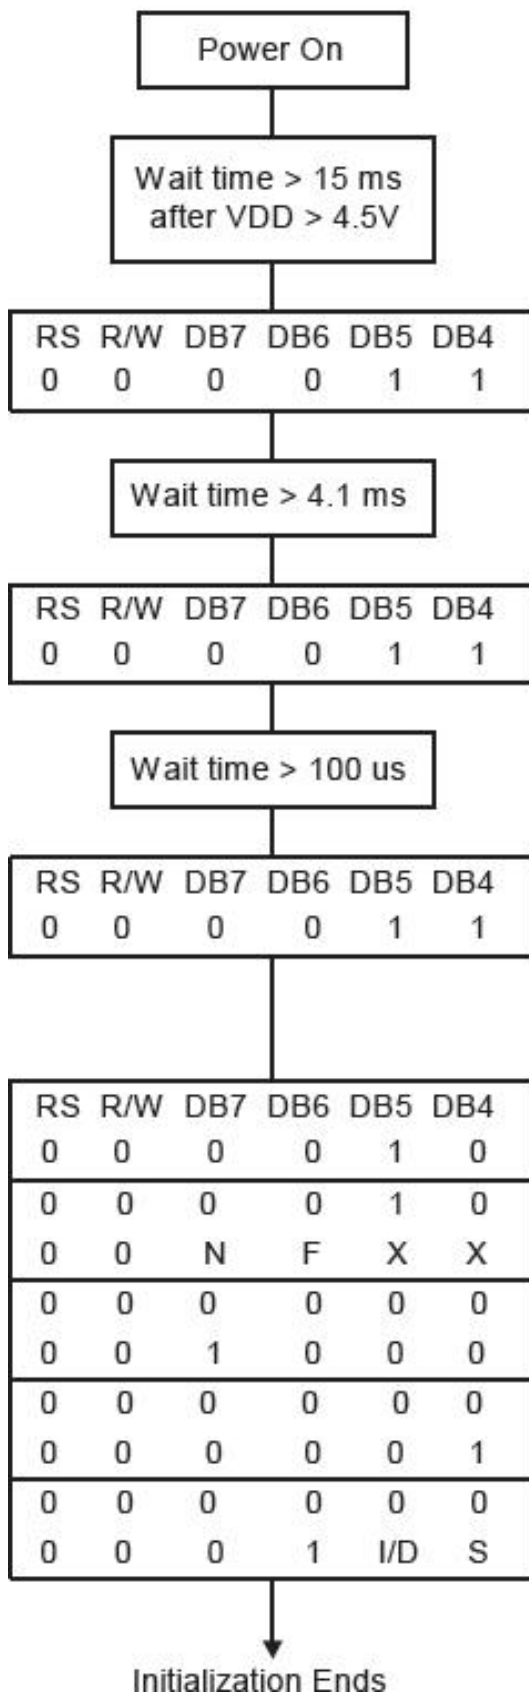 Power On
Wait time > 15 ms
after VDD > 4.5V
RS R/W DB7 DB6 DB5 DB4
0 0 0 0 1 1
Wait time > 4.1 ms
RS R/W DB7 DB6 DB5 DB4
0 0 0 0 1 1
Wait time > 100 us
RS R/W DB7 DB6 DB5 DB4
0 0 0 0 1 1
RS R/W DB7 DB6 DB5 DB4
0 0 0 0 1 0
0 0 0 0 1 0
0 0 N F X X
0 0 0 0 0 0
0 0 1 0 0 0
0 0 0 0 0 0
0 0 0 0 0 1
0 0 0 0 0 0
0 0 0 1 I/D S
Initialization Ends